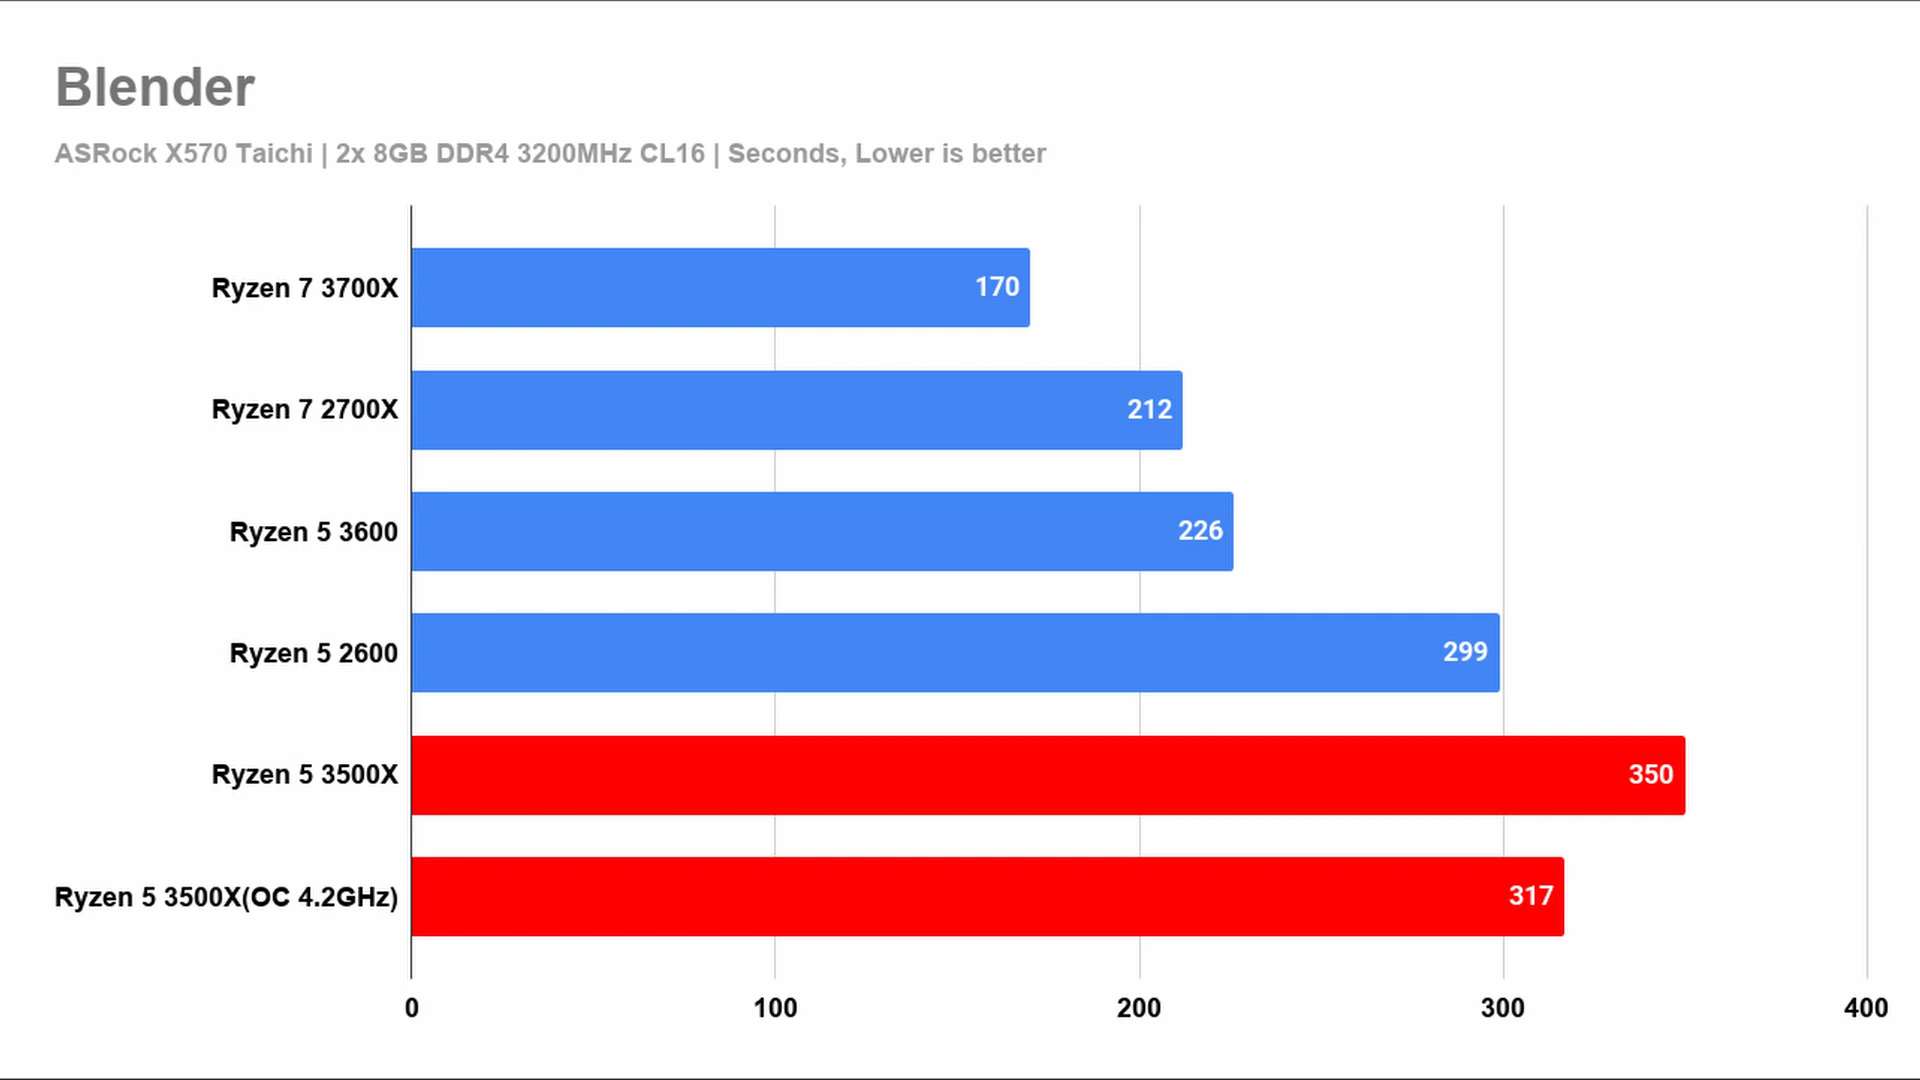 Blender
ASRock X570 Taichi | 2x 8GB DDR4 3200MHz CL16 | Seconds, Lower is better
Ryzen 7 3700X 170
Ryzen 7 2700X 212
Ryzen 5 3600 226
Ryzen 5 2600 299
Ryzen 5 3500X 350
Ryzen 5 3500X(OC 4.2GHz) 317
0 100 200 300 400